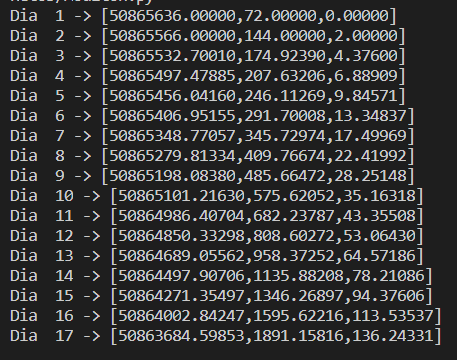 Dia  1 -> [50865636.00000,72.00000,0.00000]
Dia  2 -> [50865566.00000,144.00000,2.00000]
Dia  3 -> [50865532.70010,174.92390,4.37600]
Dia  4 -> [50865497.47885,207.63206,6.88909]
Dia  5 -> [50865456.04160,246.11269,9.84571]
Dia  6 -> [50865406.95155,291.70008,13.34837]
Dia  7 -> [50865348.77057,345.72974,17.49969]
Dia  8 -> [50865279.81334,409.76674,22.41992]
Dia  9 -> [50865198.08380,485.66472,28.25148]
Dia  10 -> [50865101.21630,575.62052,35.16318]
Dia  11 -> [50864986.40704,682.23787,43.35508]
Dia  12 -> [50864850.33298,808.60272,53.06430]
Dia  13 -> [50864689.05562,958.37252,64.57186]
Dia  14 -> [50864497.90706,1135.88208,78.21086]
Dia  15 -> [50864271.35497,1346.26897,94.37606]
Dia  16 -> [50864002.84247,1595.62216,113.53537]
Dia  17 -> [50863684.59853,1891.15816,136.24331]